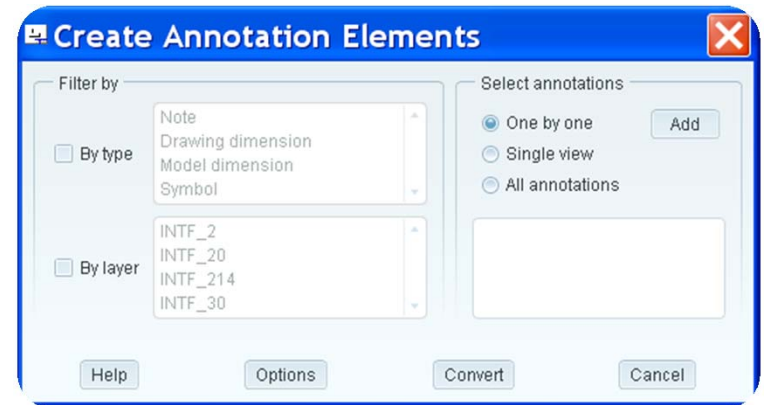 Create Annotation Elements
Filter by
By type
Note
Drawing dimension
Model dimension
Symbol
By layer
INTF_2
INTF_20
INTF_214
INTF_30
Select annotations
One by one
Add
Single view
All annotations
Help
Options
Convert
Cancel